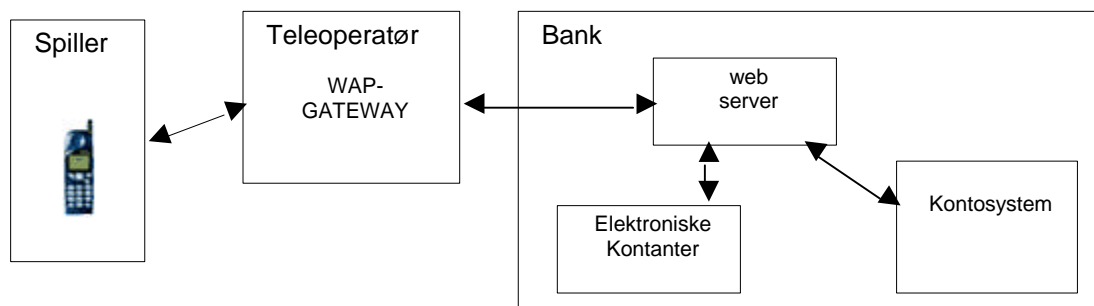 Spiller
Teleoperatør
WAP-
GATEWAY
Bank
web
server
Elektroniske
Kontanter
Kontosystem